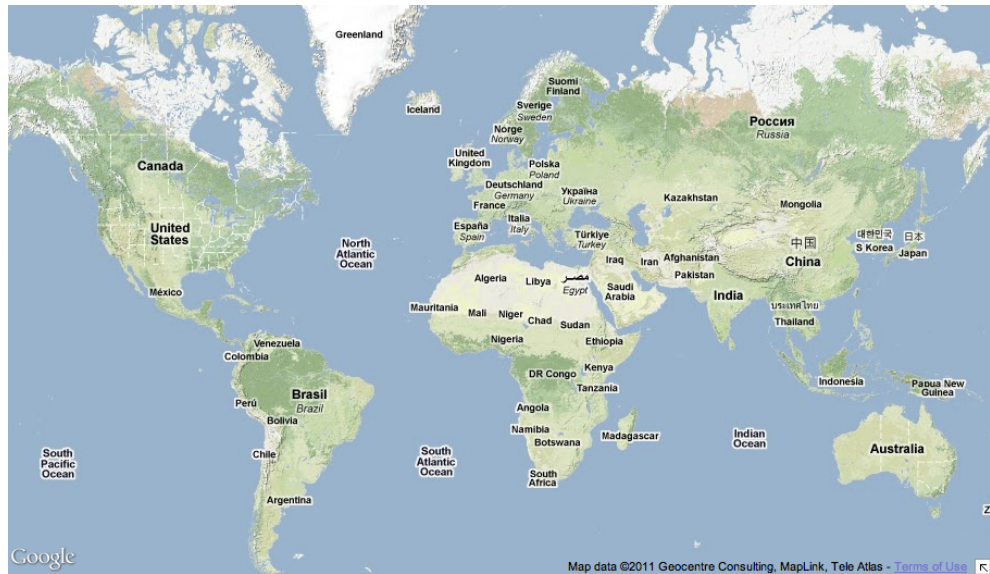 Greenland
Iceland
Suomi
Finland
Sverige
Sweden
Norge
Norway
Россия
Russia
Canada
United
Kingdom
Polska
Poland
Deutschland
Germany
Україна
Ukraine
France
Kazakhstan
Mongolia
United
States
España
Spain
Italia
Italy
Türkiye
Turkey
中国
China
대한민국
S Korea
日本
Japan
North
Atlantic
Ocean
Iraq
Iran
Afghanistan
Pakistan
Algeria
Libya
مصر
Egypt
Saudi
Arabia
India
México
Mauritania
Mali
Niger
Chad
Sudan
ประเทศไทย
Thailand
Nigeria
Ethiopia
Venezuela
Colombia
DR Congo
Kenya
Tanzania
Indonesia
Papua New
Guinea
Brasil
Brazil
Perú
Bolivia
Angola
Namibia
Botswana
Madagascar
Indian
Ocean
Australia
South
Pacific
Ocean
Chile
South
Atlantic
Ocean
South
Africa
Argentina
Z
Google
Map data ©2011 Geocentre Consulting, MapLink, Tele Atlas - Terms of Use